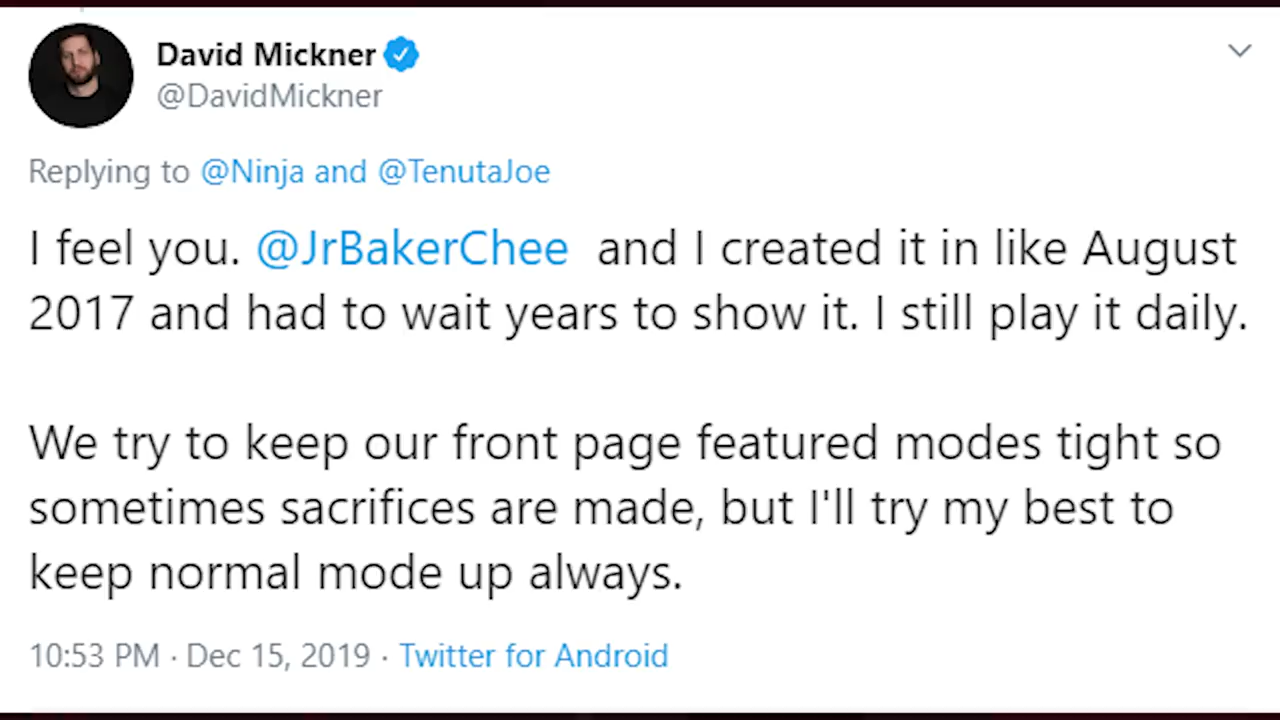 David Mickner
@DavidMickner
Replying to @Ninja and @TenutaJoe
I feel you. @JrBakerChee and I created it in like August
2017 and had to wait years to show it. I still play it daily.
We try to keep our front page featured modes tight so
sometimes sacrifices are made, but I'll try my best to
keep normal mode up always.
10:53 PM · Dec 15, 2019 · Twitter for Android